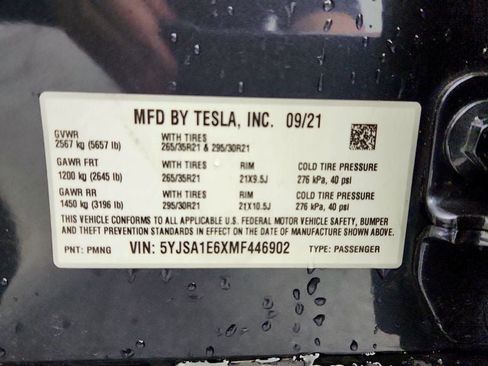 MFD BY TESLA, INC. 09/21
GVWR WITH TIRES
2567 kg (5657 lb) 265/35R21 & 295/30R21
GAWR FRT WITH TIRES RIM COLD TIRE PRESSURE
1200 kg (2645 lb) 265/35R21 21X9.5J 276 kPa, 40 psi
GAWR RR WITH TIRES RIM COLD TIRE PRESSURE
1450 kg (3196 lb) 295/30R21 21X10.5J 276 kPa, 40 psi
THIS VEHICLE CONFORMS TO ALL APPLICABLE U.S. FEDERAL MOTOR VEHICLE SAFETY, BUMPER
AND THEFT PREVENTION STANDARDS IN EFFECT ON THE DATE OF MANUFACTURE SHOWN ABOVE.
PNT: PMNG VIN: 5YJSA1E6XMF446902 TYPE: PASSENGER